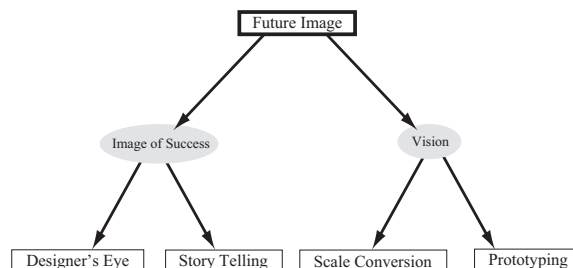 Future Image
Image of Success
Vision
Designer's Eye
Story Telling
Scale Conversion
Prototyping